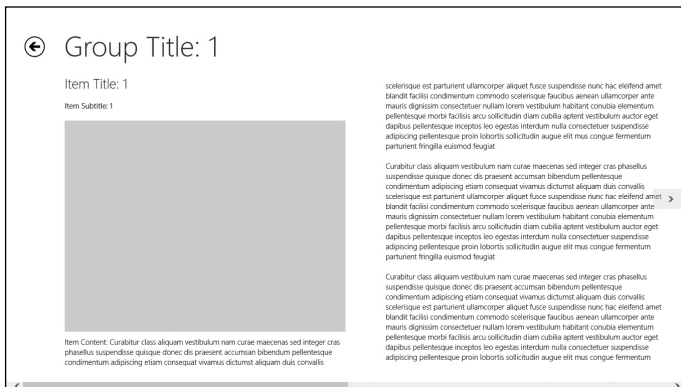 Group Title: 1
Item Title: 1
Item Subtitle: 1
Item Content: Curabitur class aliquam vestibulum nam curae maecenas sed integer cras
phasellus suspendisse quisque donec dis praesent accumsan bibendum pellentesque
condimentum adipiscing etiam consequat vivamus dictumst aliquam duis convallis
scelerisque est parturient ullamcorper aliquet fusce suspendisse nunc hac eleifend amet
blandit facilisi condimentum commodo scelerisque faucibus aenean ullamcorper ante
mauris dignissim consectetuer nullam lorem vestibulum habitant conubia elementum
pellentesque morbi facilisis arcu sollicitudin diam cubilia aptent vestibulum auctor eget
dapibus pellentesque inceptos leo egestas interdum nulla consectetuer suspendisse
adipiscing pellentesque proin lobortis sollicitudin augue elit mus congue fermentum
parturient fringilla euismod feugiat
Curabitur class aliquam vestibulum nam curae maecenas sed integer cras phasellus
suspendisse quisque donec dis praesent accumsan bibendum pellentesque
condimentum adipiscing etiam consequat vivamus dictumst aliquam duis convallis
scelerisque est parturient ullamcorper aliquet fusce suspendisse nunc hac eleifend amet
blandit facilisi condimentum commodo scelerisque faucibus aenean ullamcorper ante
mauris dignissim consectetuer nullam lorem vestibulum habitant conubia elementum
pellentesque morbi facilisis arcu sollicitudin diam cubilia aptent vestibulum auctor eget
dapibus pellentesque inceptos leo egestas interdum nulla consectetuer suspendisse
adipiscing pellentesque proin lobortis sollicitudin augue elit mus congue fermentum
parturient fringilla euismod feugiat
Curabitur class aliquam vestibulum nam curae maecenas sed integer cras phasellus
suspendisse quisque donec dis praesent accumsan bibendum pellentesque
condimentum adipiscing etiam consequat vivamus dictumst aliquam duis convallis
scelerisque est parturient ullamcorper aliquet fusce suspendisse nunc hac eleifend amet
blandit facilisi condimentum commodo scelerisque faucibus aenean ullamcorper ante
mauris dignissim consectetuer nullam lorem vestibulum habitant conubia elementum
pellentesque morbi facilisis arcu sollicitudin diam cubilia aptent vestibulum auctor eget
dapibus pellentesque inceptos leo egestas interdum nulla consectetuer suspendisse
adipiscing pellentesque proin lobortis sollicitudin augue elit mus congue fermentum